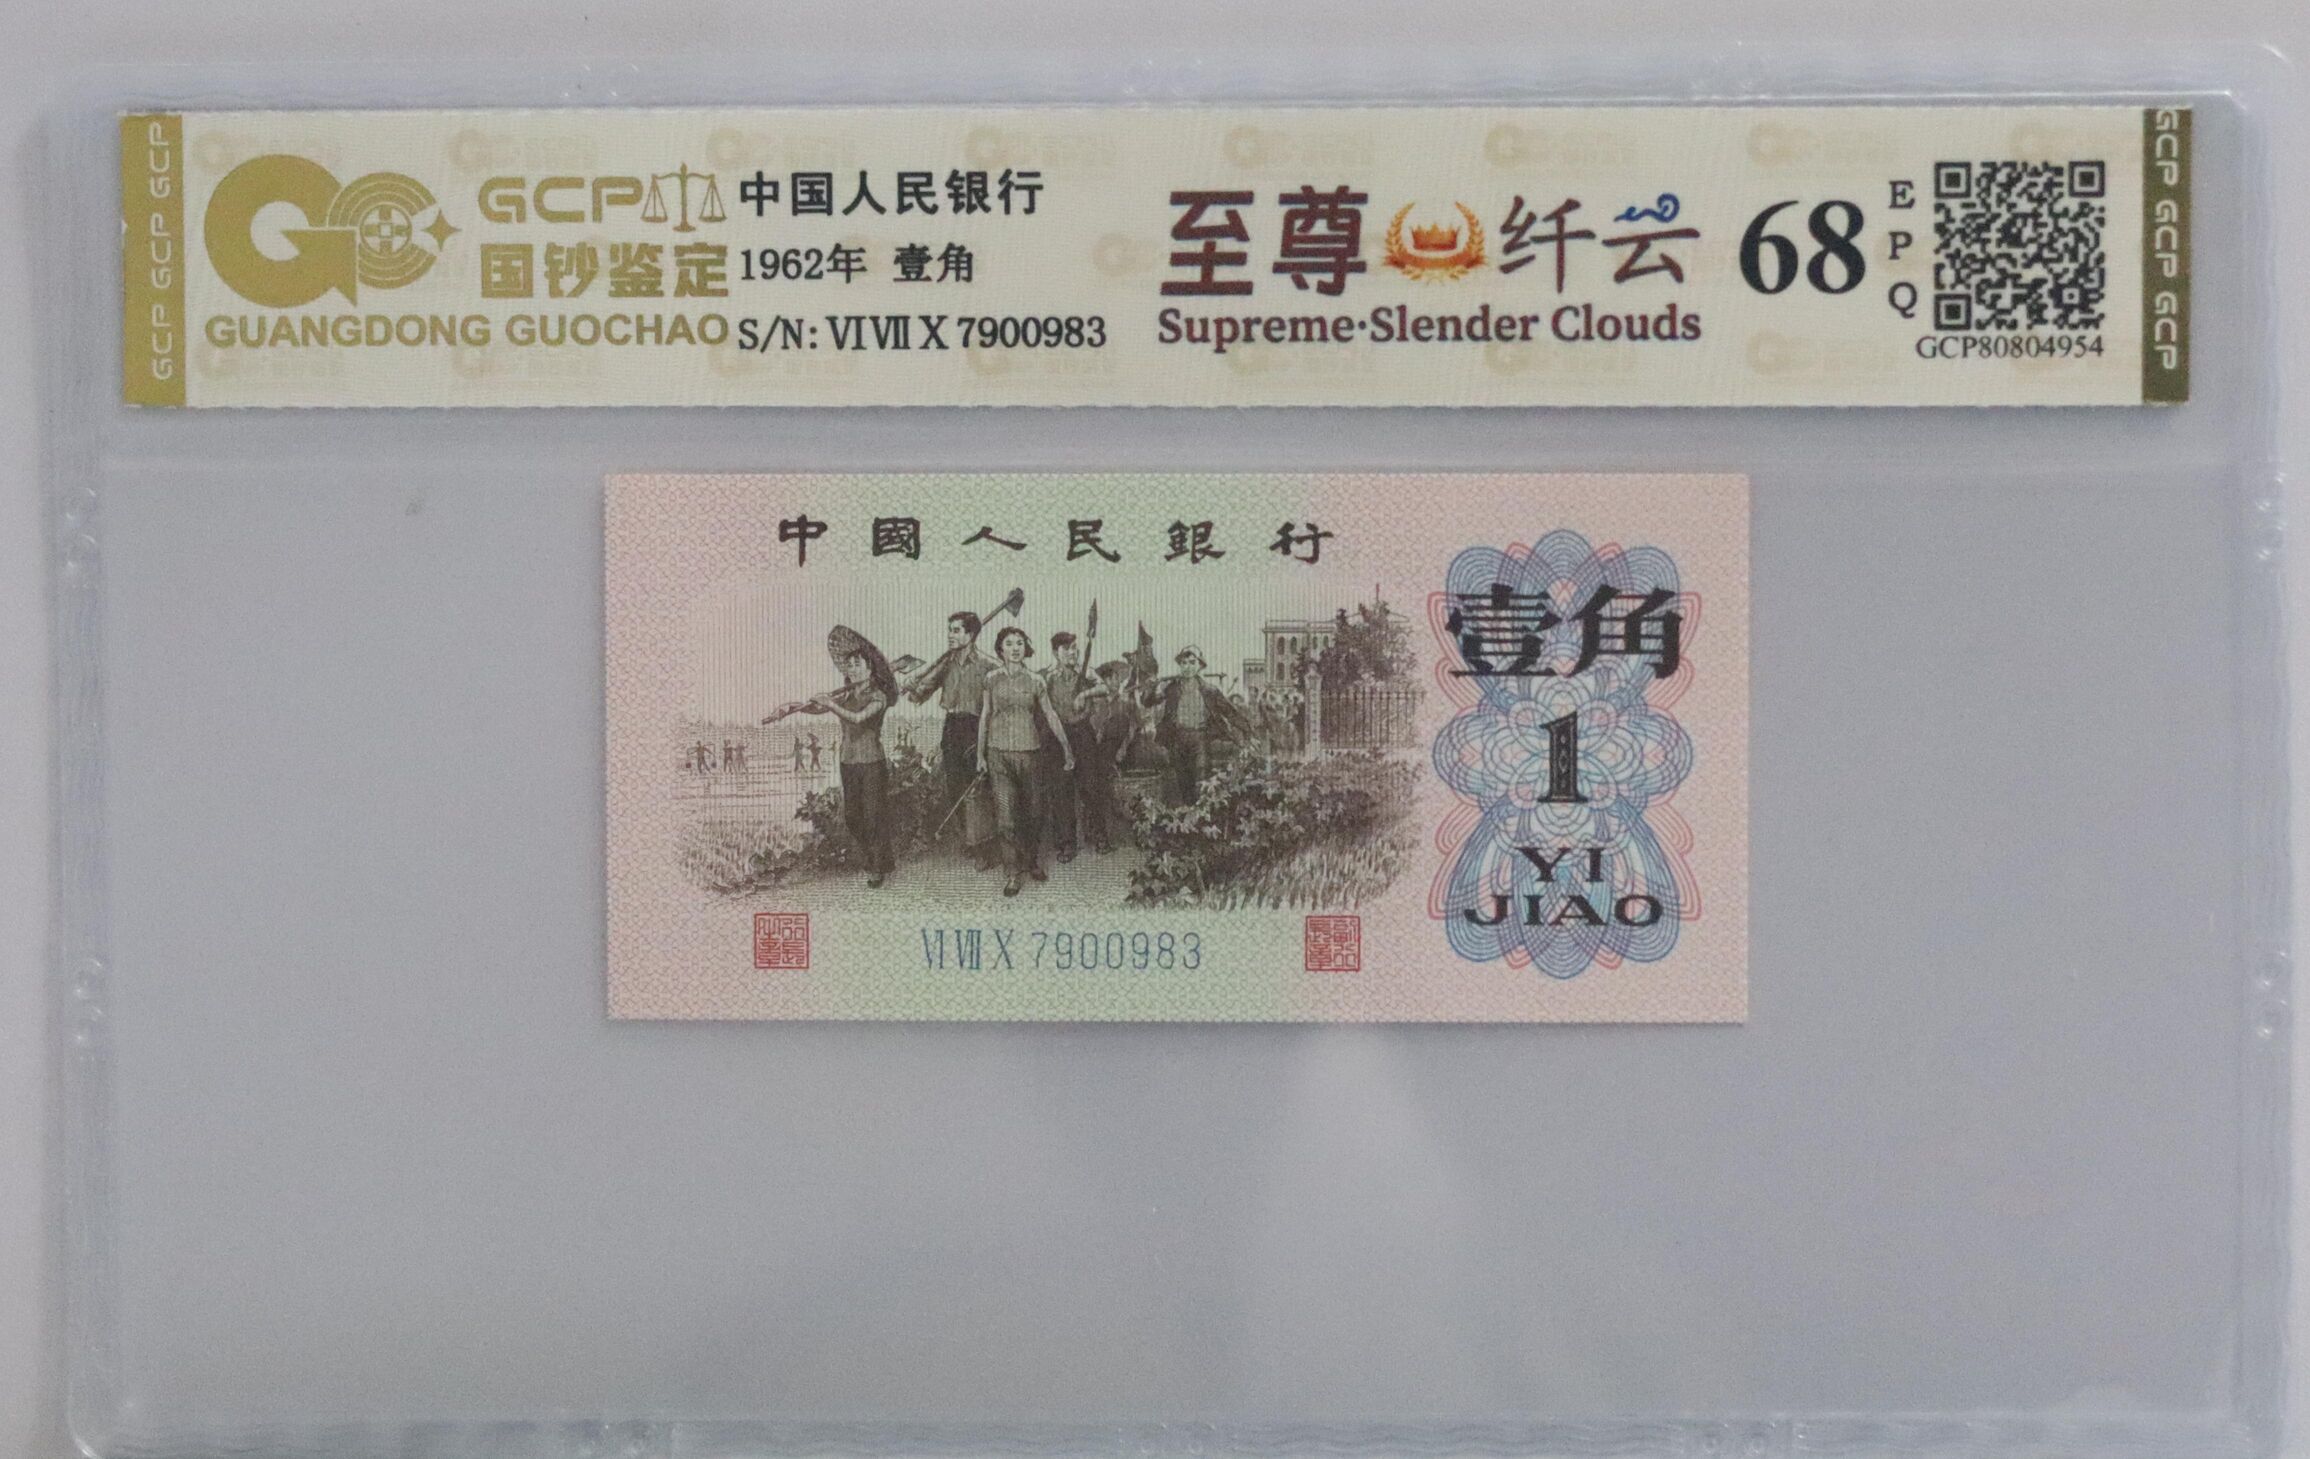 GCP
国钞鉴定
GUANGDONG GUOCHAO
中国人民银行
1962年 壹角
S/N: VI VII X 7900983
至尊 纤云
Supreme·Slender Clouds
68
EPQ
GCP80804954
GCP GCP GCP
GCP GCP GCP
中國人民銀行
壹角
1
YI
JIAO
VI VII X 7900983